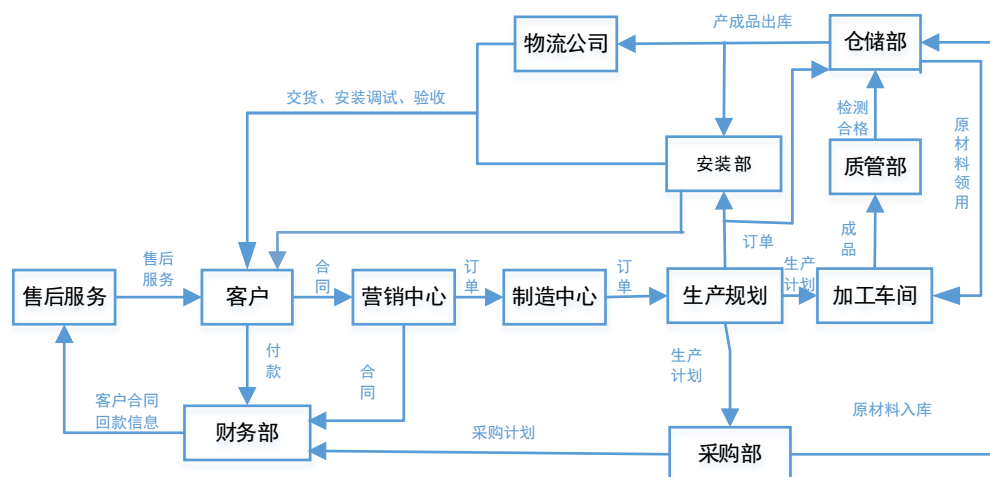 产成品出库
物流公司
仓储部
交货、安装调试、验收
检测
合格
原
材
料
领
用
安装部
质管部
订单
成
品
售后
服务
合
同
订
单
订
单
生产
计划
售后服务
客户
营销中心
制造中心
生产规划
加工车间
付
款
合
同
生产
计划
客户合同
回款信息
财务部
采购计划
原材料入库
采购部